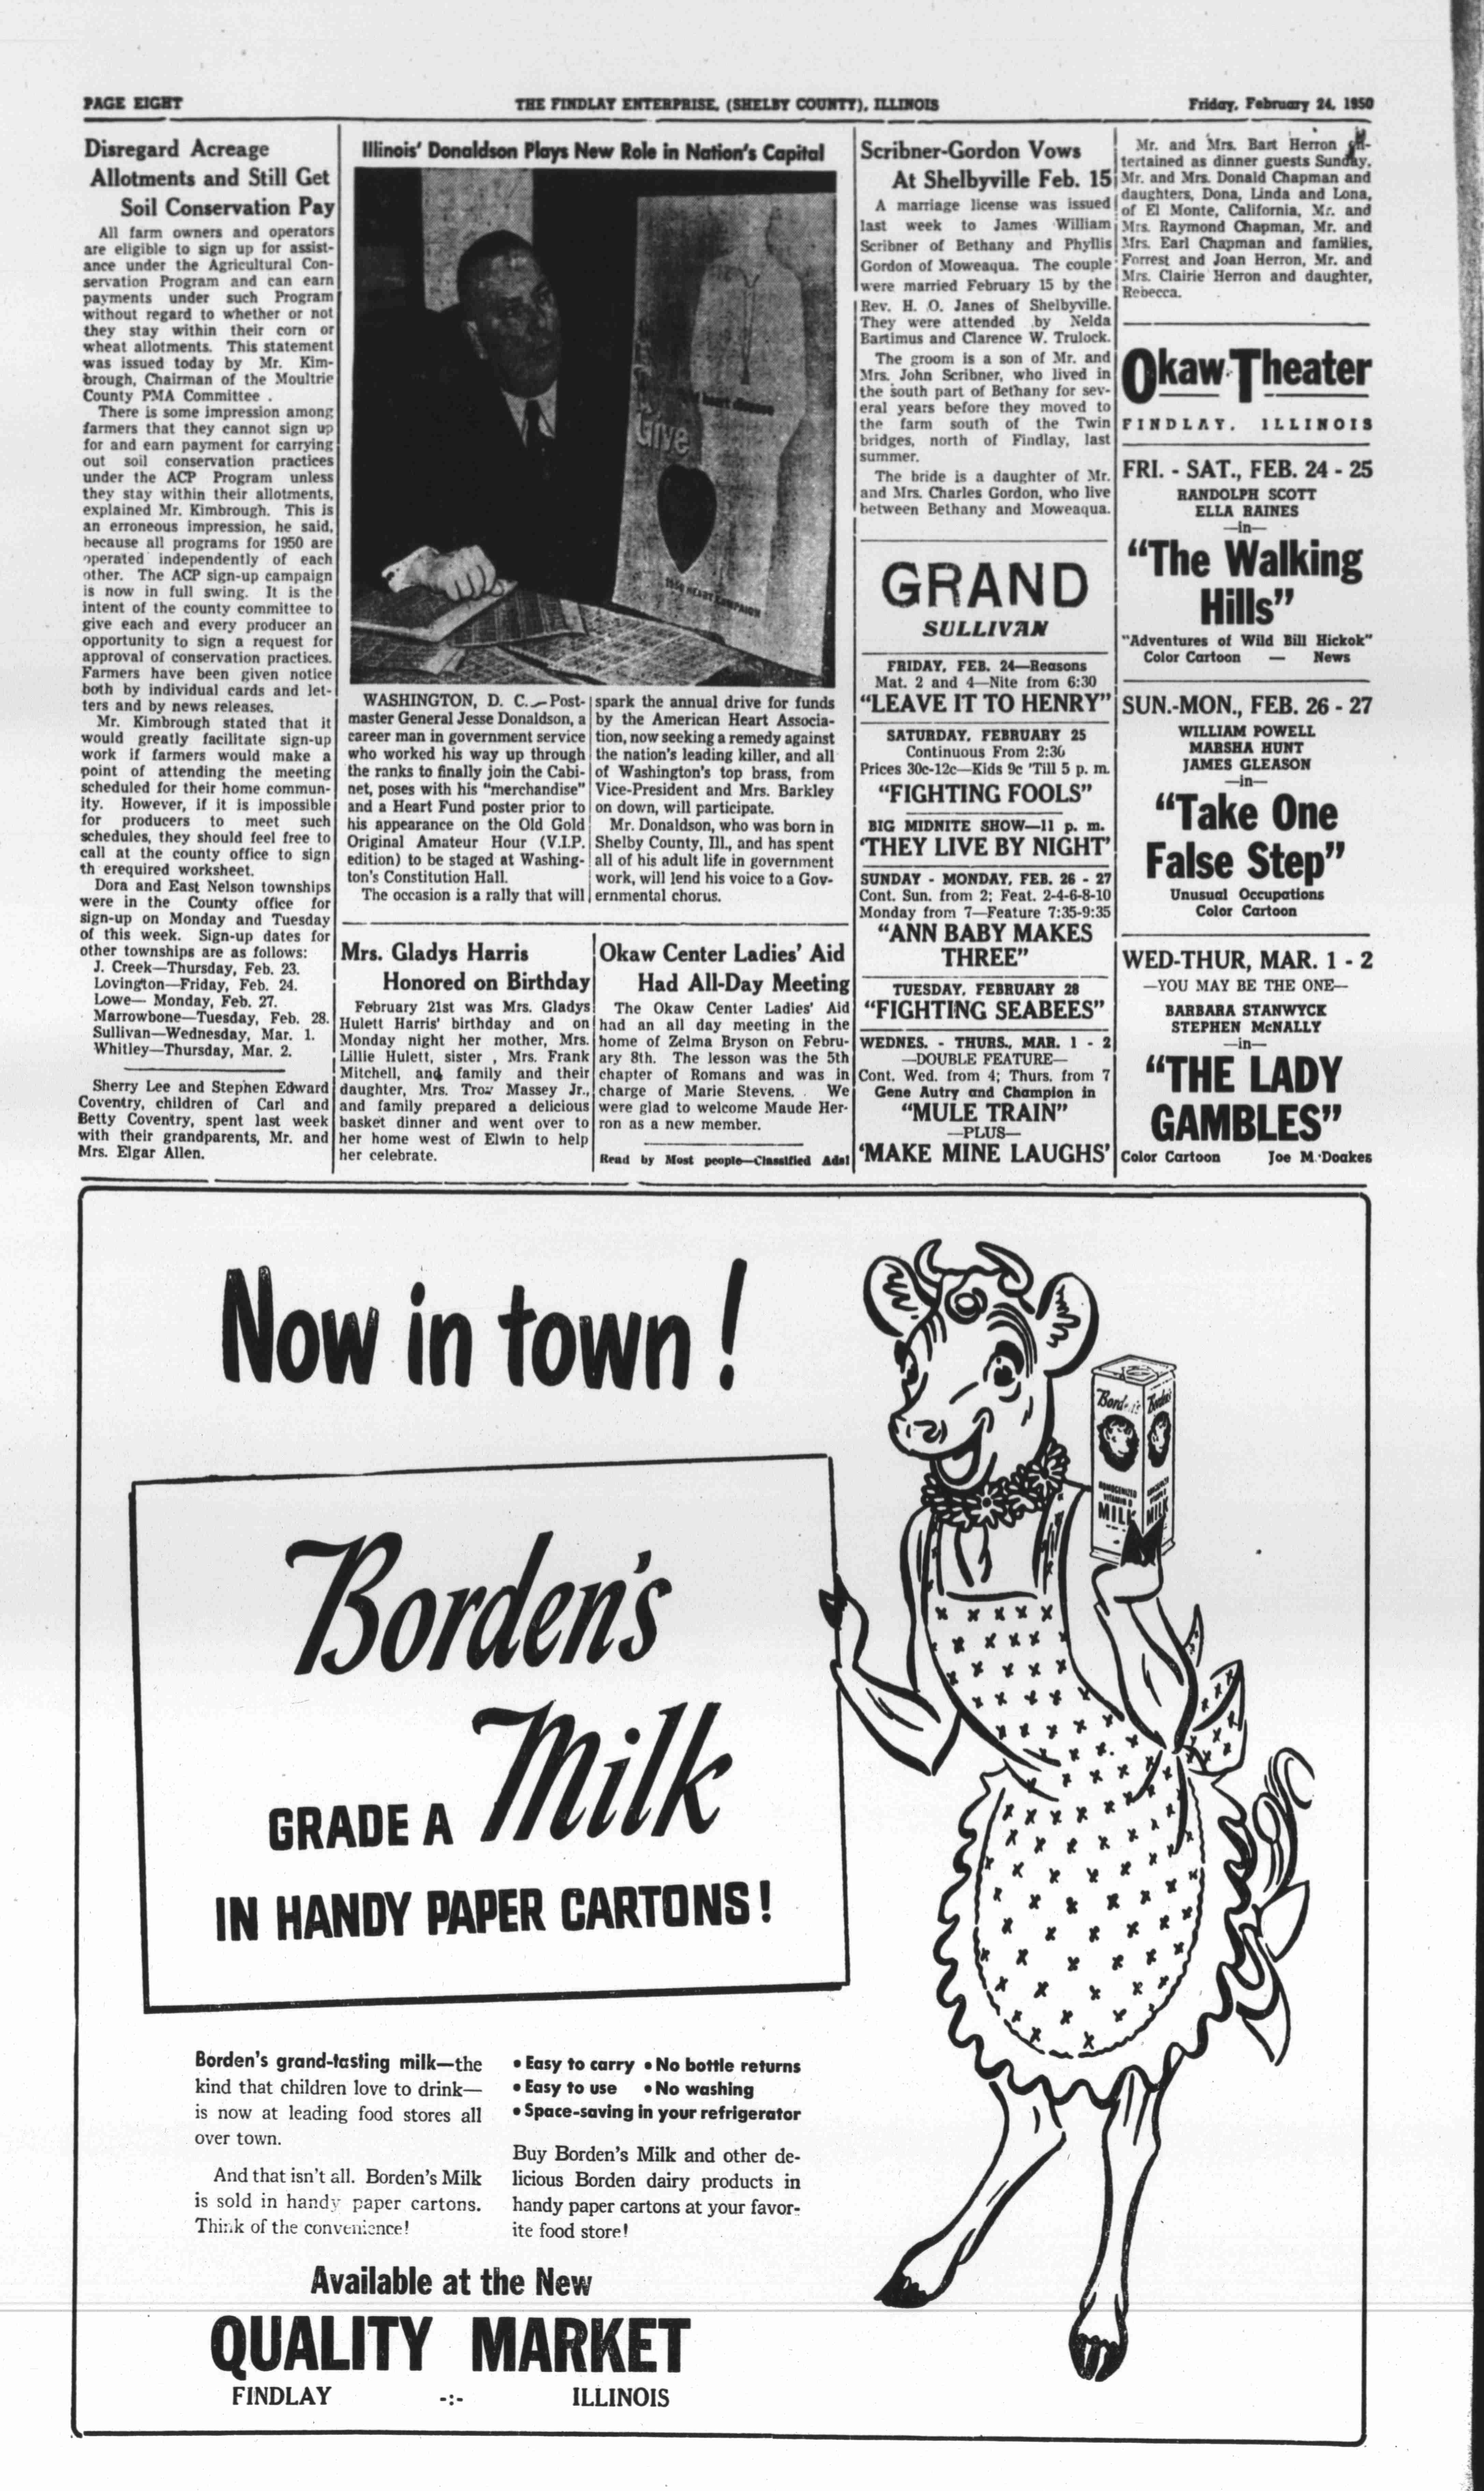 PAGE EIGHT
THE FINDLAY ENTERPRISE, (SHELBY COUNTY), ILLINOIS
Friday, February 24, 1950
Disregard Acreage
Allotments and Still Get
Soil Conservation Pay
All farm owners and operators
are eligible to sign up for assist-
ance under the Agricultural Con-
servation Program and can earn
payments under such Program
without regard to whether or not
they stay within their corn or
wheat allotments. This statement
was issued today by Mr. Kim-
brough, Chairman of the Moultrie
County PMA Committee .
There is some impression among
farmers that they cannot sign up
for and earn payment for carrying
out soil conservation practices
under the ACP Program unless
they stay within their allotments,
explained Mr. Kimbrough. This is
an erroneous impression, he said,
because all programs for 1950 are
operated independently of each
other. The ACP sign-up campaign
is now in full swing. It is the
intent of the county committee to
give each and every producer an
opportunity to sign a request for
approval of conservation practices.
Farmers have been given notice
both by individual cards and let-
ters and by news releases.
Mr. Kimbrough stated that it
would greatly facilitate sign-up
work if farmers would make a
point of attending the meeting
scheduled for their home commun-
ity. However, if it is impossible
for producers to meet such
schedules, they should feel free to
call at the county office to sign
th erequired worksheet.
Dora and East Nelson townships
were in the County office for
sign-up on Monday and Tuesday
of this week. Sign-up dates for
other townships are as follows:
J. Creek—Thursday, Feb. 23.
Lovington—Friday, Feb. 24.
Lowe— Monday, Feb. 27.
Marrowbone—Tuesday, Feb. 28.
Sullivan—Wednesday, Mar. 1.
Whitley—Thursday, Mar. 2.
Sherry Lee and Stephen Edward
Coventry, children of Carl and
Betty Coventry, spent last week
with their grandparents, Mr. and
Mrs. Elgar Allen.
Illinois' Donaldson Plays New Role in Nation's Capital
heart disease
Give
1950 HEART CAMPAIGN
WASHINGTON, D. C.—Post-
master General Jesse Donaldson, a
career man in government service
who worked his way up through
the ranks to finally join the Cabi-
net, poses with his "merchandise"
and a Heart Fund poster prior to
his appearance on the Old Gold
Original Amateur Hour (V.I.P.
edition) to be staged at Washing-
ton's Constitution Hall.
The occasion is a rally that will
spark the annual drive for funds
by the American Heart Associa-
tion, now seeking a remedy against
the nation's leading killer, and all
of Washington's top brass, from
Vice-President and Mrs. Barkley
on down, will participate.
Mr. Donaldson, who was born in
Shelby County, Ill., and has spent
all of his adult life in government
work, will lend his voice to a Gov-
ernmental chorus.
Mrs. Gladys Harris
Honored on Birthday
February 21st was Mrs. Gladys
Hulett Harris' birthday and on
Monday night her mother, Mrs.
Lillie Hulett, sister , Mrs. Frank
Mitchell, and family and their
daughter, Mrs. Troy Massey Jr.,
and family prepared a delicious
basket dinner and went over to
her home west of Elwin to help
her celebrate.
Okaw Center Ladies' Aid
Had All-Day Meeting
The Okaw Center Ladies' Aid
had an all day meeting in the
home of Zelma Bryson on Febru-
ary 8th. The lesson was the 5th
chapter of Romans and was in
charge of Marie Stevens. . We
were glad to welcome Maude Her-
ron as a new member.
Read by Most people—Classified Ads!
Scribner-Gordon Vows
At Shelbyville Feb. 15
A marriage license was issued
last week to James William
Scribner of Bethany and Phyllis
Gordon of Moweaqua. The couple
were married February 15 by the
Rev. H. O. Janes of Shelbyville.
They were attended by Nelda
Bartimus and Clarence W. Trulock.
The groom is a son of Mr. and
Mrs. John Scribner, who lived in
the south part of Bethany for sev-
eral years before they moved to
the farm south of the Twin
bridges, north of Findlay, last
summer.
The bride is a daughter of Mr.
and Mrs. Charles Gordon, who live
between Bethany and Moweaqua.
GRAND
SULLIVAN
FRIDAY, FEB. 24—Reasons
Mat. 2 and 4—Nite from 6:30
"LEAVE IT TO HENRY"
SATURDAY, FEBRUARY 25
Continuous From 2:30
Prices 30c-12c—Kids 9c 'Till 5 p. m.
"FIGHTING FOOLS"
BIG MIDNITE SHOW—11 p. m.
'THEY LIVE BY NIGHT'
SUNDAY - MONDAY, FEB. 26 - 27
Cont. Sun. from 2; Feat. 2-4-6-8-10
Monday from 7—Feature 7:35-9:35
"ANN BABY MAKES
THREE"
TUESDAY, FEBRUARY 28
"FIGHTING SEABEES"
WEDNES. - THURS., MAR. 1 - 2
—DOUBLE FEATURE—
Cont. Wed. from 4; Thurs. from 7
Gene Autry and Champion in
"MULE TRAIN"
—PLUS—
'MAKE MINE LAUGHS'
Mr. and Mrs. Bart Herron en-
tertained as dinner guests Sunday,
Mr. and Mrs. Donald Chapman and
daughters, Dona, Linda and Lona,
of El Monte, California, Mr. and
Mrs. Raymond Chapman, Mr. and
Mrs. Earl Chapman and families,
Forrest and Joan Herron, Mr. and
Mrs. Clairie Herron and daughter,
Rebecca.
Okaw Theater
FINDLAY, ILLINOIS
FRI. - SAT., FEB. 24 - 25
RANDOLPH SCOTT
ELLA RAINES
—in—
"The Walking
Hills"
"Adventures of Wild Bill Hickok"
Color Cartoon — News
SUN.-MON., FEB. 26 - 27
WILLIAM POWELL
MARSHA HUNT
JAMES GLEASON
—in—
"Take One
False Step"
Unusual Occupations
Color Cartoon
WED-THUR, MAR. 1 - 2
—YOU MAY BE THE ONE—
BARBARA STANWYCK
STEPHEN McNALLY
—in—
"THE LADY
GAMBLES"
Color Cartoon Joe M Doakes
Now in town!
Borden's
GRADE A Milk
IN HANDY PAPER CARTONS!
Borden's Borden's
HOMOGENIZED
VITAMIN D
MILK MILK
Borden's grand-tasting milk—the
kind that children love to drink—
is now at leading food stores all
over town.
And that isn't all. Borden's Milk
is sold in handy paper cartons.
Think of the convenience!
• Easy to carry • No bottle returns
• Easy to use • No washing
• Space-saving in your refrigerator
Buy Borden's Milk and other de-
licious Borden dairy products in
handy paper cartons at your favor-
ite food store!
Available at the New
QUALITY MARKET
FINDLAY -:- ILLINOIS